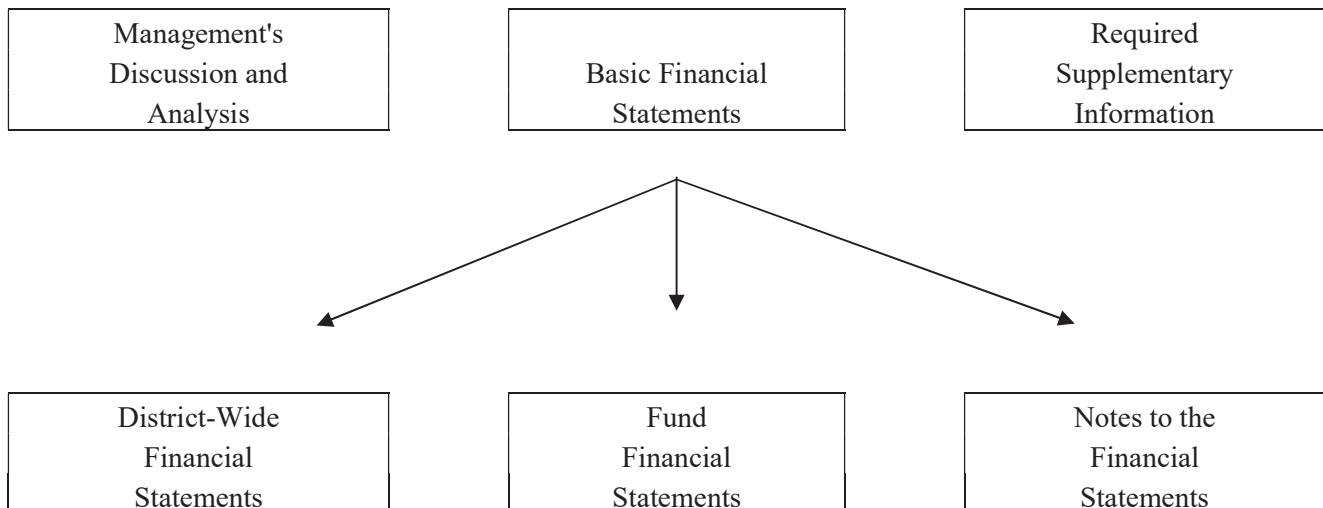 Management's
Discussion and
Analysis
Basic Financial
Statements
Required
Supplementary
Information
District-Wide
Financial
Statements
Fund
Financial
Statements
Notes to the
Financial
Statements